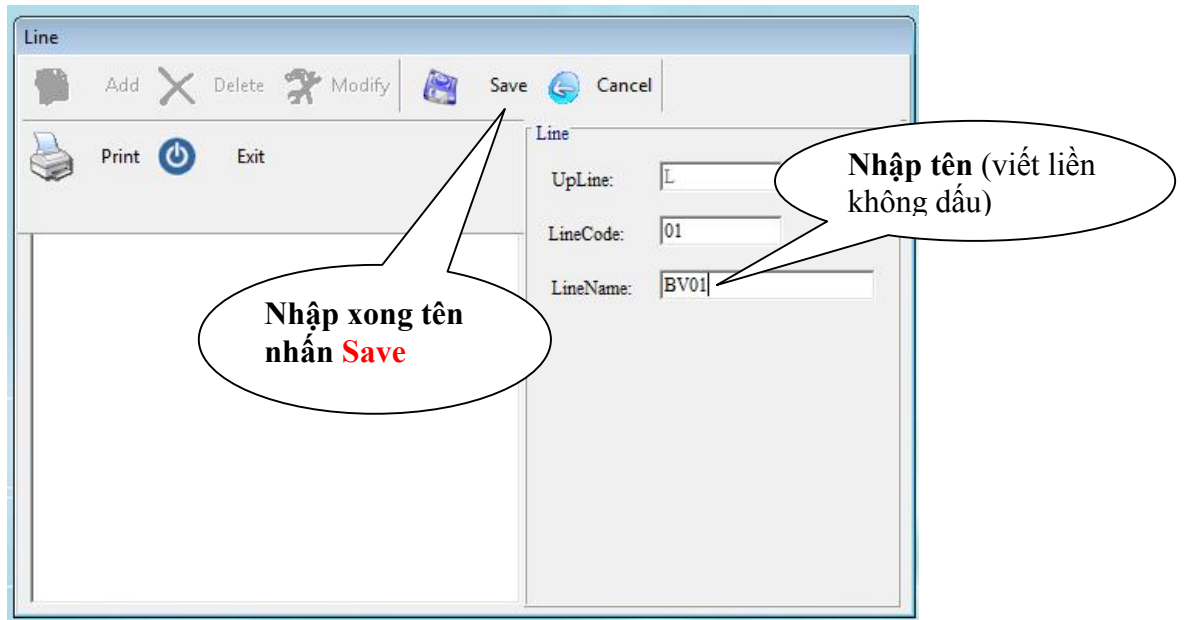 Line
Add Delete Modify Save Cancel
Print Exit
Line
UpLine: L
LineCode: 01
LineName: BV01
Nhập tên (viết liền
không dấu)
Nhập xong tên
nhấn Save